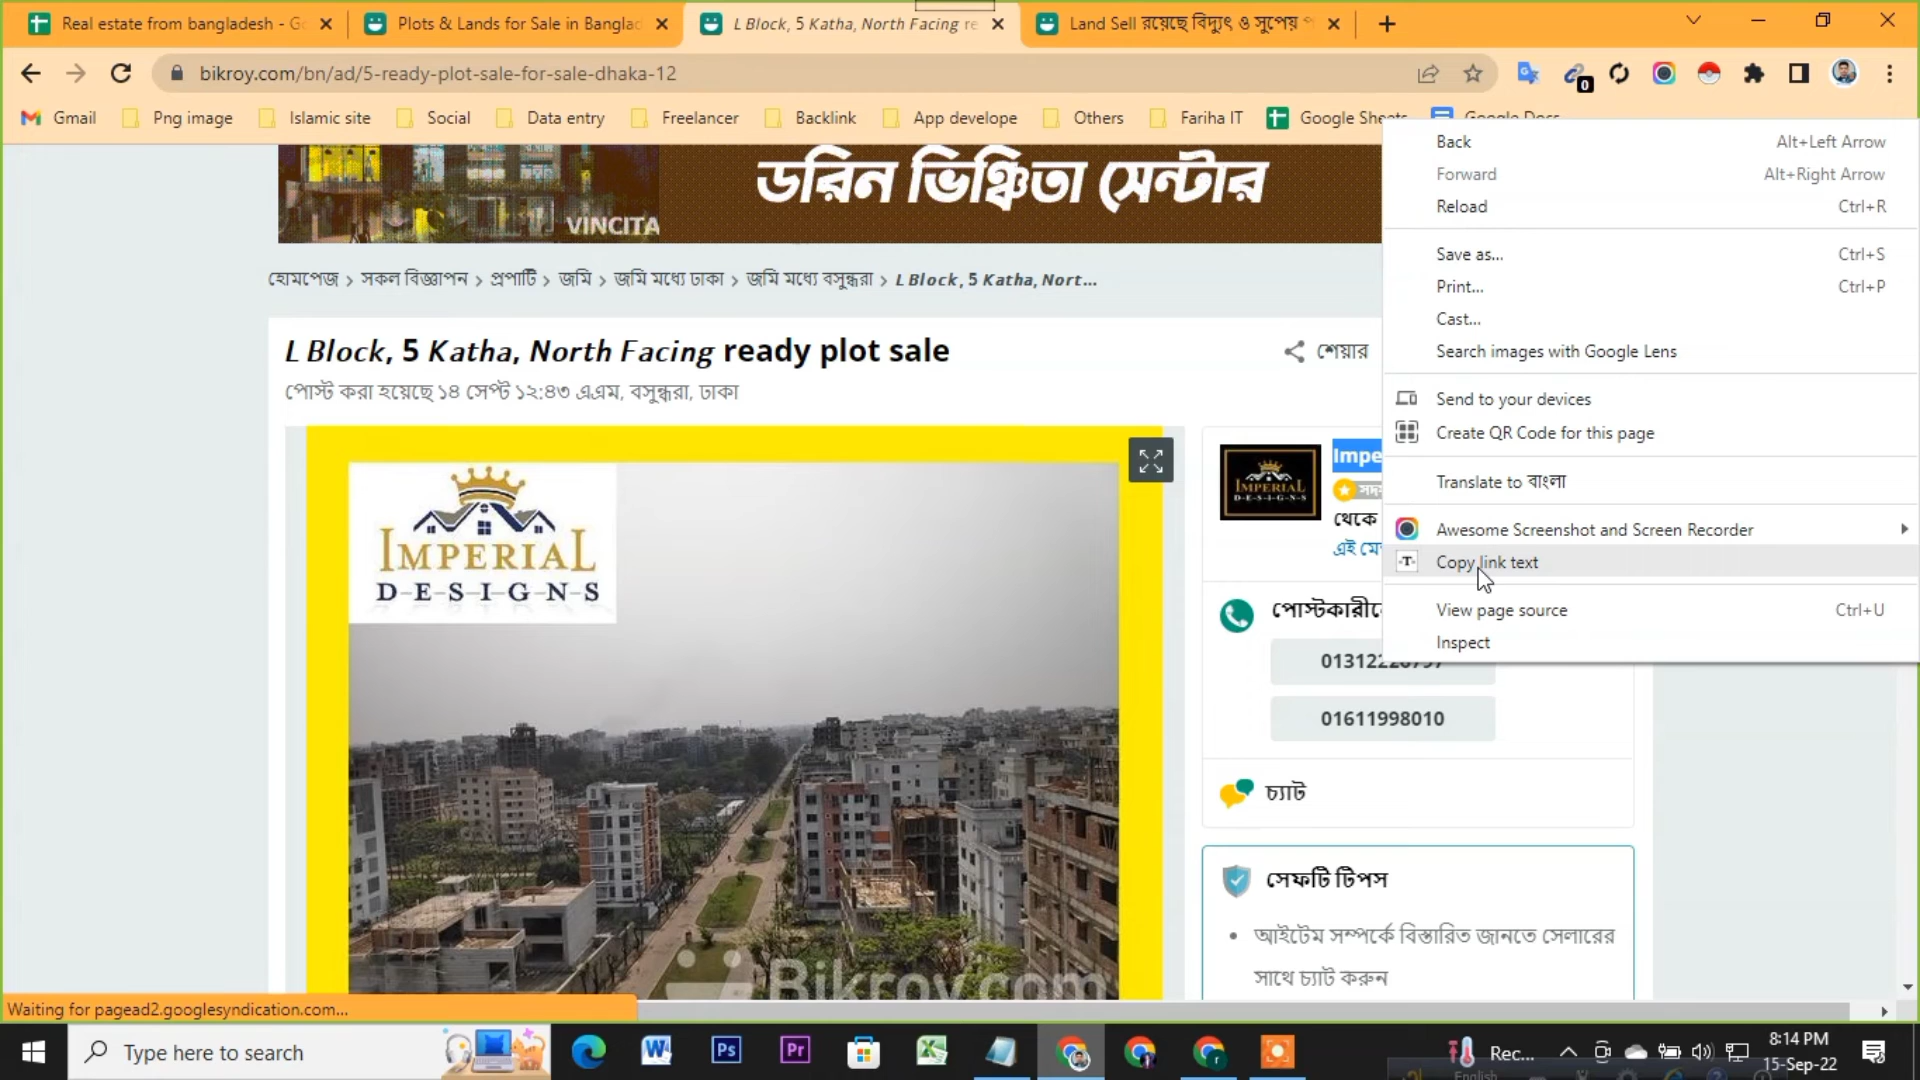 Real estate from bangladesh - G
Plots & Lands for Sale in Banglad
L Block, 5 Katha, North Facing re
Land Sell রয়েছে বিদ্যুৎ ও সুপেয় প
bikroy.com/bn/ad/5-ready-plot-sale-for-sale-dhaka-12
0
Gmail
Png image
Islamic site
Social
Data entry
Freelancer
Backlink
App develope
Others
Fariha IT
Google Sheets
Google Docs
ডরিন ভিঞ্চিতা সেন্টার
VINCITA
হোমপেজ > সকল বিজ্ঞাপন > প্রপার্টি > জমি > জমি মধ্যে ঢাকা > জমি মধ্যে বসুন্ধরা > L Block, 5 Katha, Nort...
L Block, 5 Katha, North Facing ready plot sale
শেয়ার
পোস্ট করা হয়েছে ১৪ সেপ্ট ১২:৪৩ এএম, বসুন্ধরা, ঢাকা
IMPERIAL
D-E-S-I-G-N-S
Bikroy.com
IMPERIAL
D-E-S-I-G-N-S
Impe
থেকে
এই মে
পোস্টকারীকে
01611998010
চ্যাট
সেফটি টিপস
• আইটেম সম্পর্কে বিস্তারিত জানতে সেলারের
সাথে চ্যাট করুন
Back Alt+Left Arrow
Forward Alt+Right Arrow
Reload Ctrl+R
Save as... Ctrl+S
Print... Ctrl+P
Cast...
Search images with Google Lens
Send to your devices
Create QR Code for this page
Translate to বাংলা
Awesome Screenshot and Screen Recorder
-T- Copy link text
View page source Ctrl+U
Inspect
Waiting for pagead2.googlesyndication.com...
Type here to search
W
Ps
Pr
Rec...
8:14 PM
15-Sep-22
English